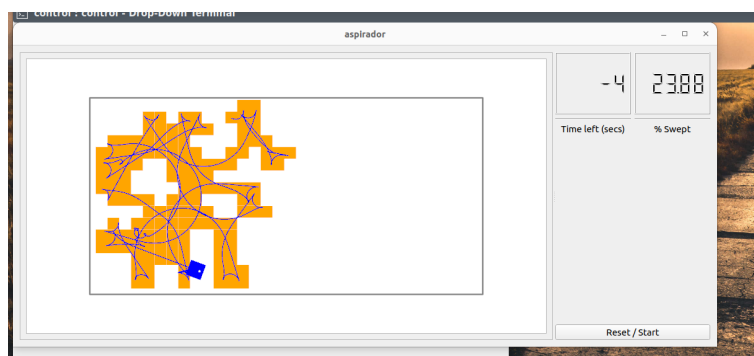 control : control - Drop-Down Terminal
aspirador
-4
23.88
Time left (secs)
% Swept
Reset / Start